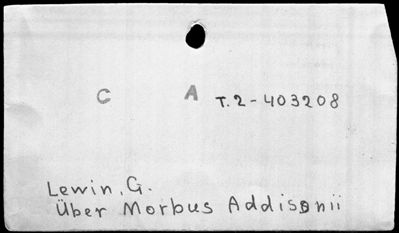 C A T.2-403208
Lewin, G.
Über Morbus Addisonii